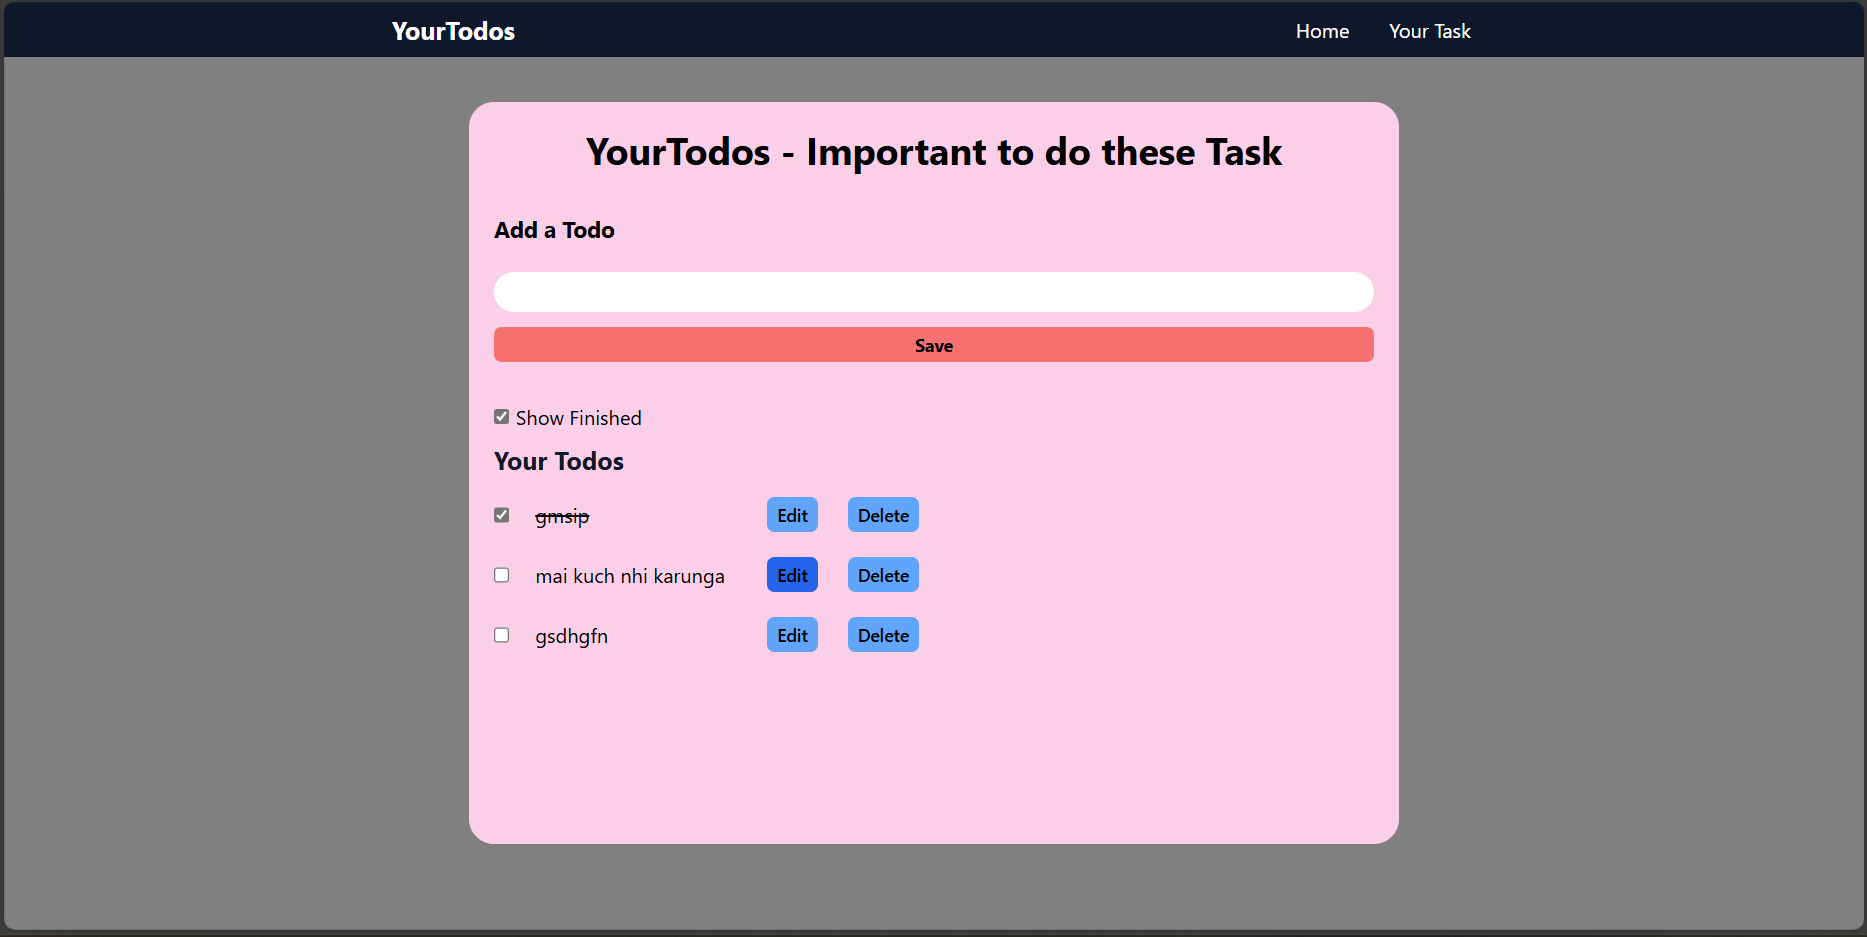 YourTodos Home Your Task
YourTodos - Important to do these Task
Add a Todo
Save
Show Finished
Your Todos
gmsip Edit Delete
mai kuch nhi karunga Edit Delete
gsdhgfn Edit Delete